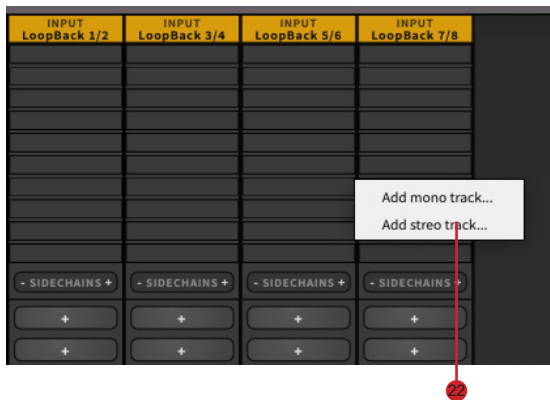 INPUT INPUT INPUT INPUT
LoopBack 1/2 LoopBack 3/4 LoopBack 5/6 LoopBack 7/8
Add mono track...
Add streo track...
- SIDECHAINS + - SIDECHAINS + - SIDECHAINS + - SIDECHAINS +
+ + + +
+ + + +
22